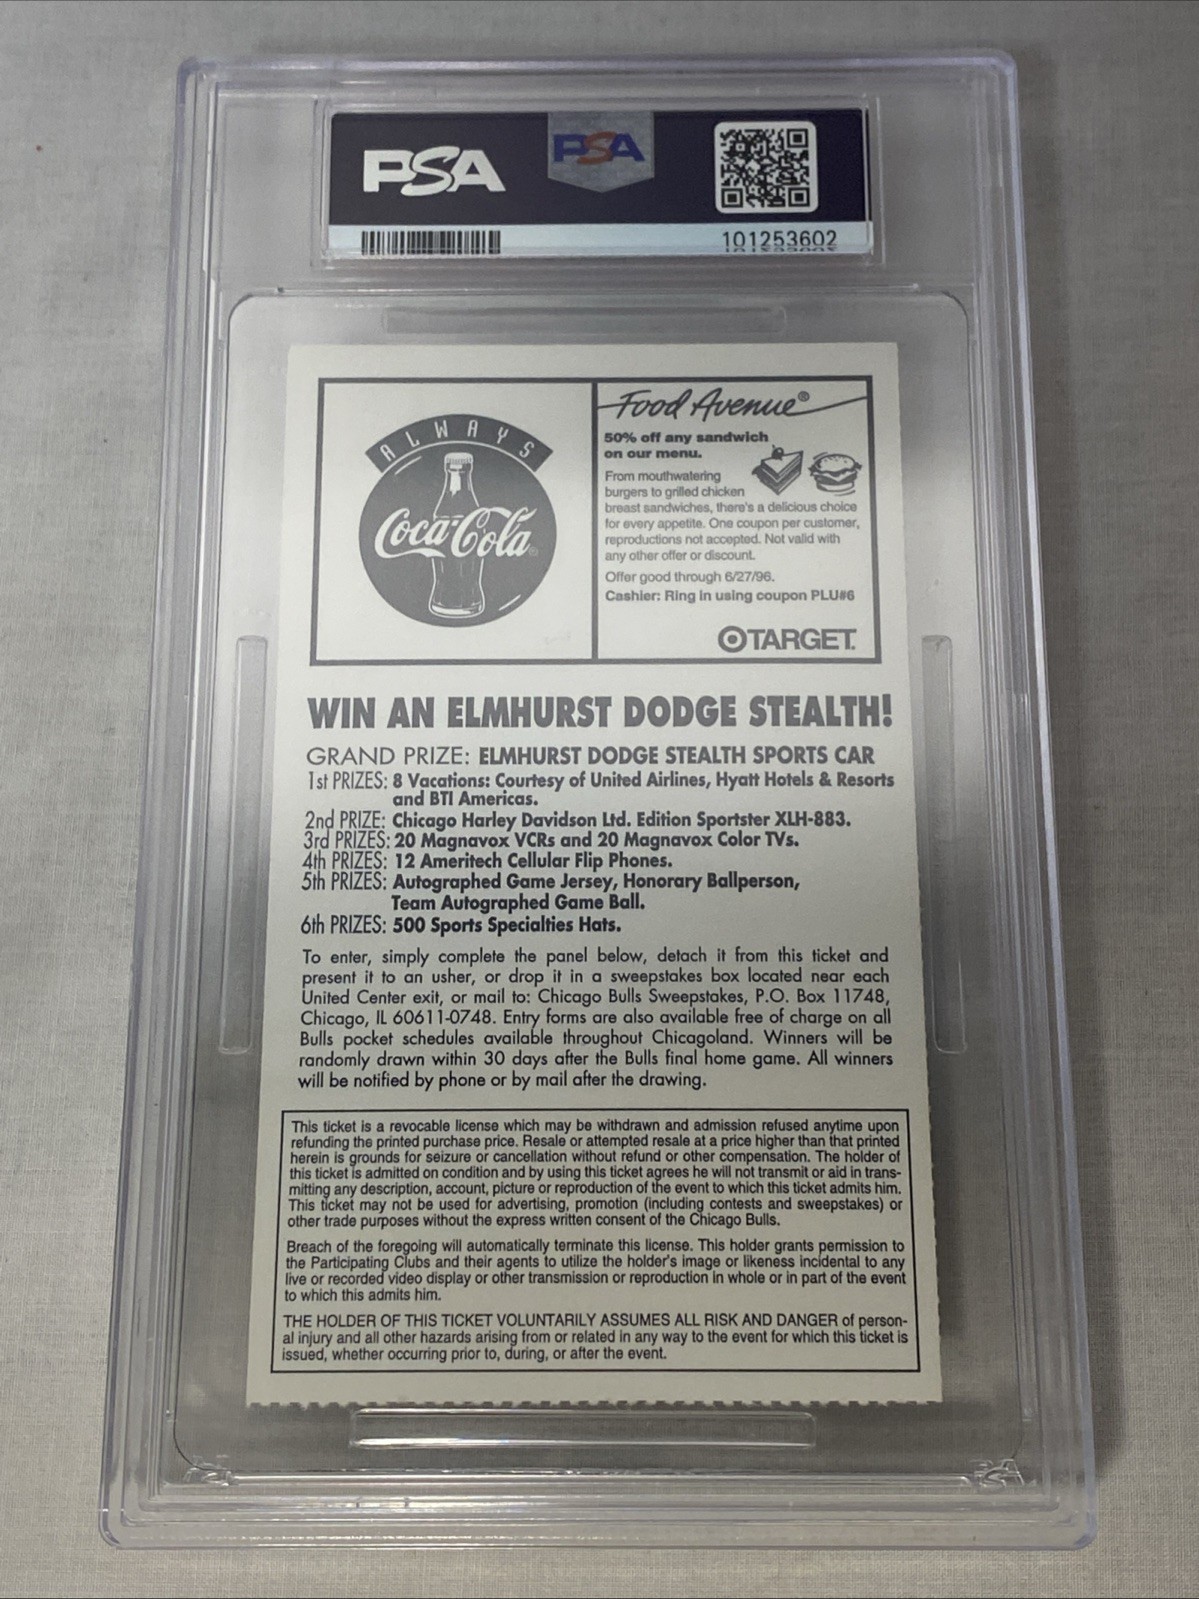 PSA
PSA
101253602
ALWAYS
Coca-Cola®
Food Avenue®
50% off any sandwich
on our menu.
From mouthwatering
burgers to grilled chicken
breast sandwiches, there's a delicious choice
for every appetite. One coupon per customer,
reproductions not accepted. Not valid with
any other offer or discount.
Offer good through 6/27/96.
Cashier: Ring in using coupon PLU#6
TARGET.
WIN AN ELMHURST DODGE STEALTH!
GRAND PRIZE: ELMHURST DODGE STEALTH SPORTS CAR
1st PRIZES: 8 Vacations: Courtesy of United Airlines, Hyatt Hotels & Resorts
and BTI Americas.
2nd PRIZE: Chicago Harley Davidson Ltd. Edition Sportster XLH-883.
3rd PRIZES: 20 Magnavox VCRs and 20 Magnavox Color TVs.
4th PRIZES: 12 Ameritech Cellular Flip Phones.
5th PRIZES: Autographed Game Jersey, Honorary Ballperson,
Team Autographed Game Ball.
6th PRIZES: 500 Sports Specialties Hats.
To enter, simply complete the panel below, detach it from this ticket and
present it to an usher, or drop it in a sweepstakes box located near each
United Center exit, or mail to: Chicago Bulls Sweepstakes, P.O. Box 11748,
Chicago, IL 60611-0748. Entry forms are also available free of charge on all
Bulls pocket schedules available throughout Chicagoland. Winners will be
randomly drawn within 30 days after the Bulls final home game. All winners
will be notified by phone or by mail after the drawing.
This ticket is a revocable license which may be withdrawn and admission refused anytime upon
refunding the printed purchase price. Resale or attempted resale at a price higher than that printed
herein is grounds for seizure or cancellation without refund or other compensation. The holder of
this ticket is admitted on condition and by using this ticket agrees he will not transmit or aid in trans-
mitting any description, account, picture or reproduction of the event to which this ticket admits him.
This ticket may not be used for advertising, promotion (including contests and sweepstakes) or
other trade purposes without the express written consent of the Chicago Bulls.
Breach of the foregoing will automatically terminate this license. This holder grants permission to
the Participating Clubs and their agents to utilize the holder's image or likeness incidental to any
live or recorded video display or other transmission or reproduction in whole or in part of the event
to which this admits him.
THE HOLDER OF THIS TICKET VOLUNTARILY ASSUMES ALL RISK AND DANGER of person-
al injury and all other hazards arising from or related in any way to the event for which this ticket is
issued, whether occurring prior to, during, or after the event.